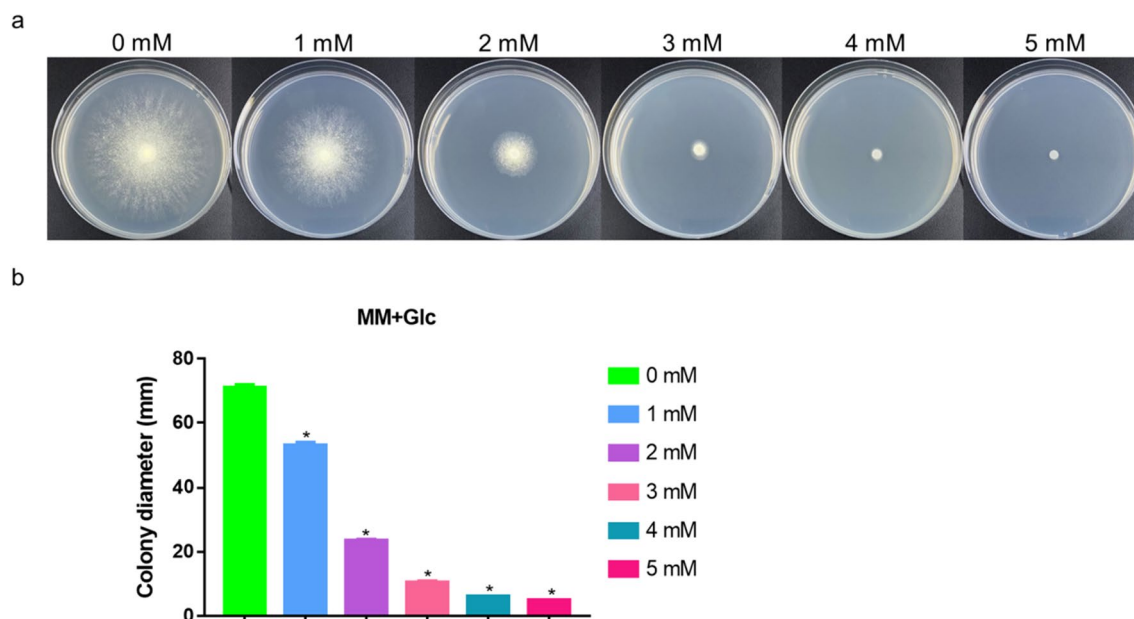 a
0 mM 1 mM 2 mM 3 mM 4 mM 5 mM
b
MM+Glc
Colony diameter (mm)
80
60
40
20
0
* * * * *
0 mM
1 mM
2 mM
3 mM
4 mM
5 mM